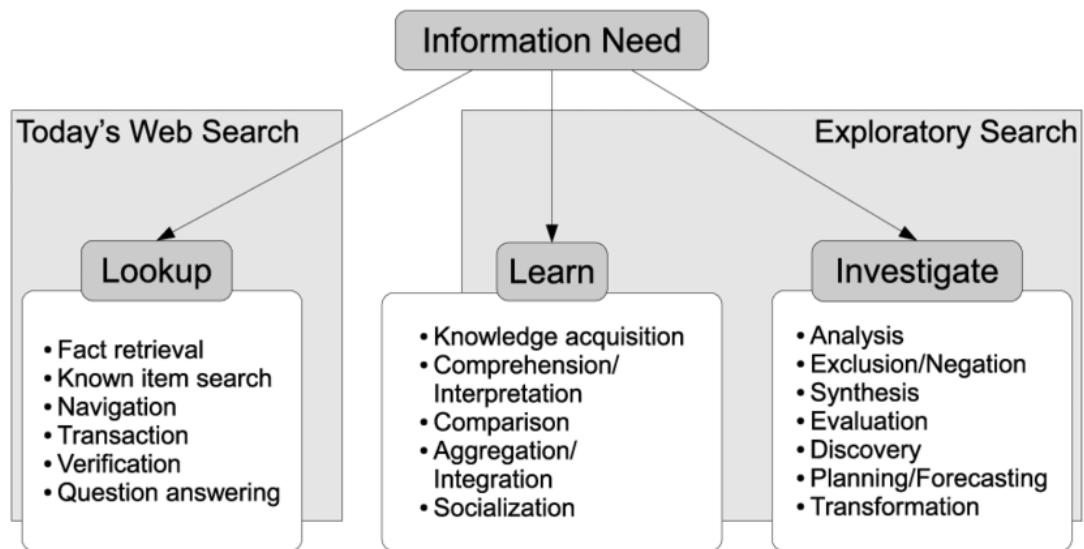 Information Need
Today's Web Search
Exploratory Search
Lookup
• Fact retrieval
• Known item search
• Navigation
• Transaction
• Verification
• Question answering
Learn
• Knowledge acquisition
• Comprehension/
Interpretation
• Comparison
• Aggregation/
Integration
• Socialization
Investigate
• Analysis
• Exclusion/Negation
• Synthesis
• Evaluation
• Discovery
• Planning/Forecasting
• Transformation